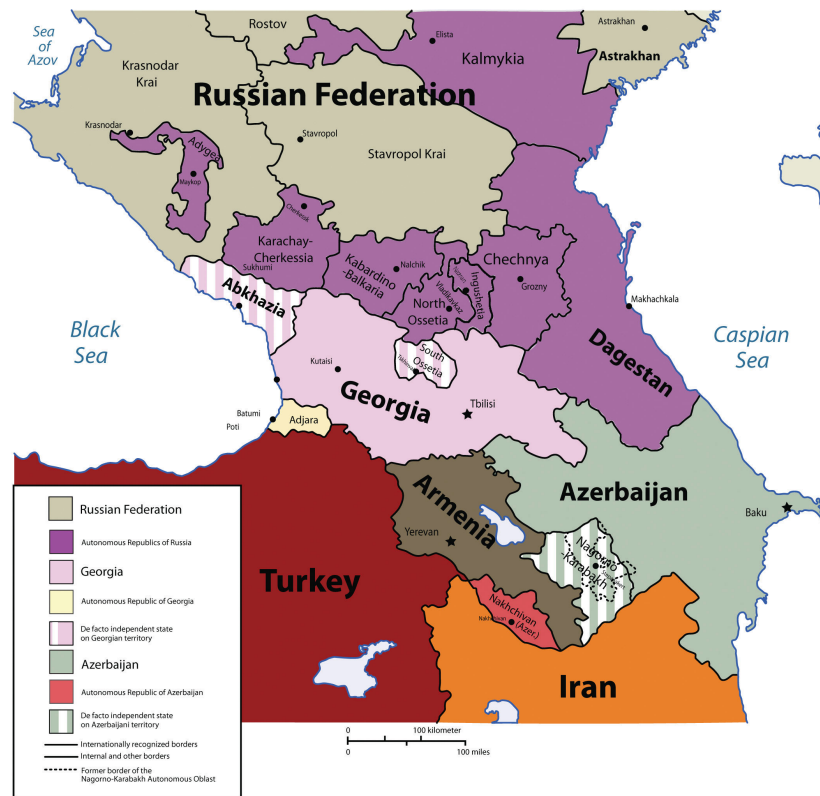 Sea
of
Azov
Rostov
Elista
Astrakhan
Astrakhan
Kalmykia
Krasnodar
Krai
Russian Federation
Krasnodar
Stavropol
Stavropol Krai
Adygea
Maykop
Cherkessk
Karachay-
Cherkessia
Sukhumi
Kabardino
-Balkaria
Nalchik
Ingushetia
Vladikavkaz
North
Ossetia
Chechnya
Grozny
Makhachkala
Abkhazia
Black
Sea
Caspian
Sea
Dagestan
South
Ossetia
Kutaisi
Georgia
Tbilisi
Batumi
Poti
Adjara
Armenia
Yerevan
Azerbaijan
Baku
Nagorno
-Karabakh
Turkey
Nakhchivan
(Azer.)
Nakhchivan
Iran
Russian Federation
Autonomous Republics of Russia
Georgia
Autonomous Republic of Georgia
De facto independent state
on Georgian territory
Azerbaijan
Autonomous Republic of Azerbaijan
De facto independent state
on Azerbaijani territory
Internationally recognized borders
Internal and other borders
Former border of the
Nagorno-Karabakh Autonomous Oblast
0 100 kilometer
0 100 miles